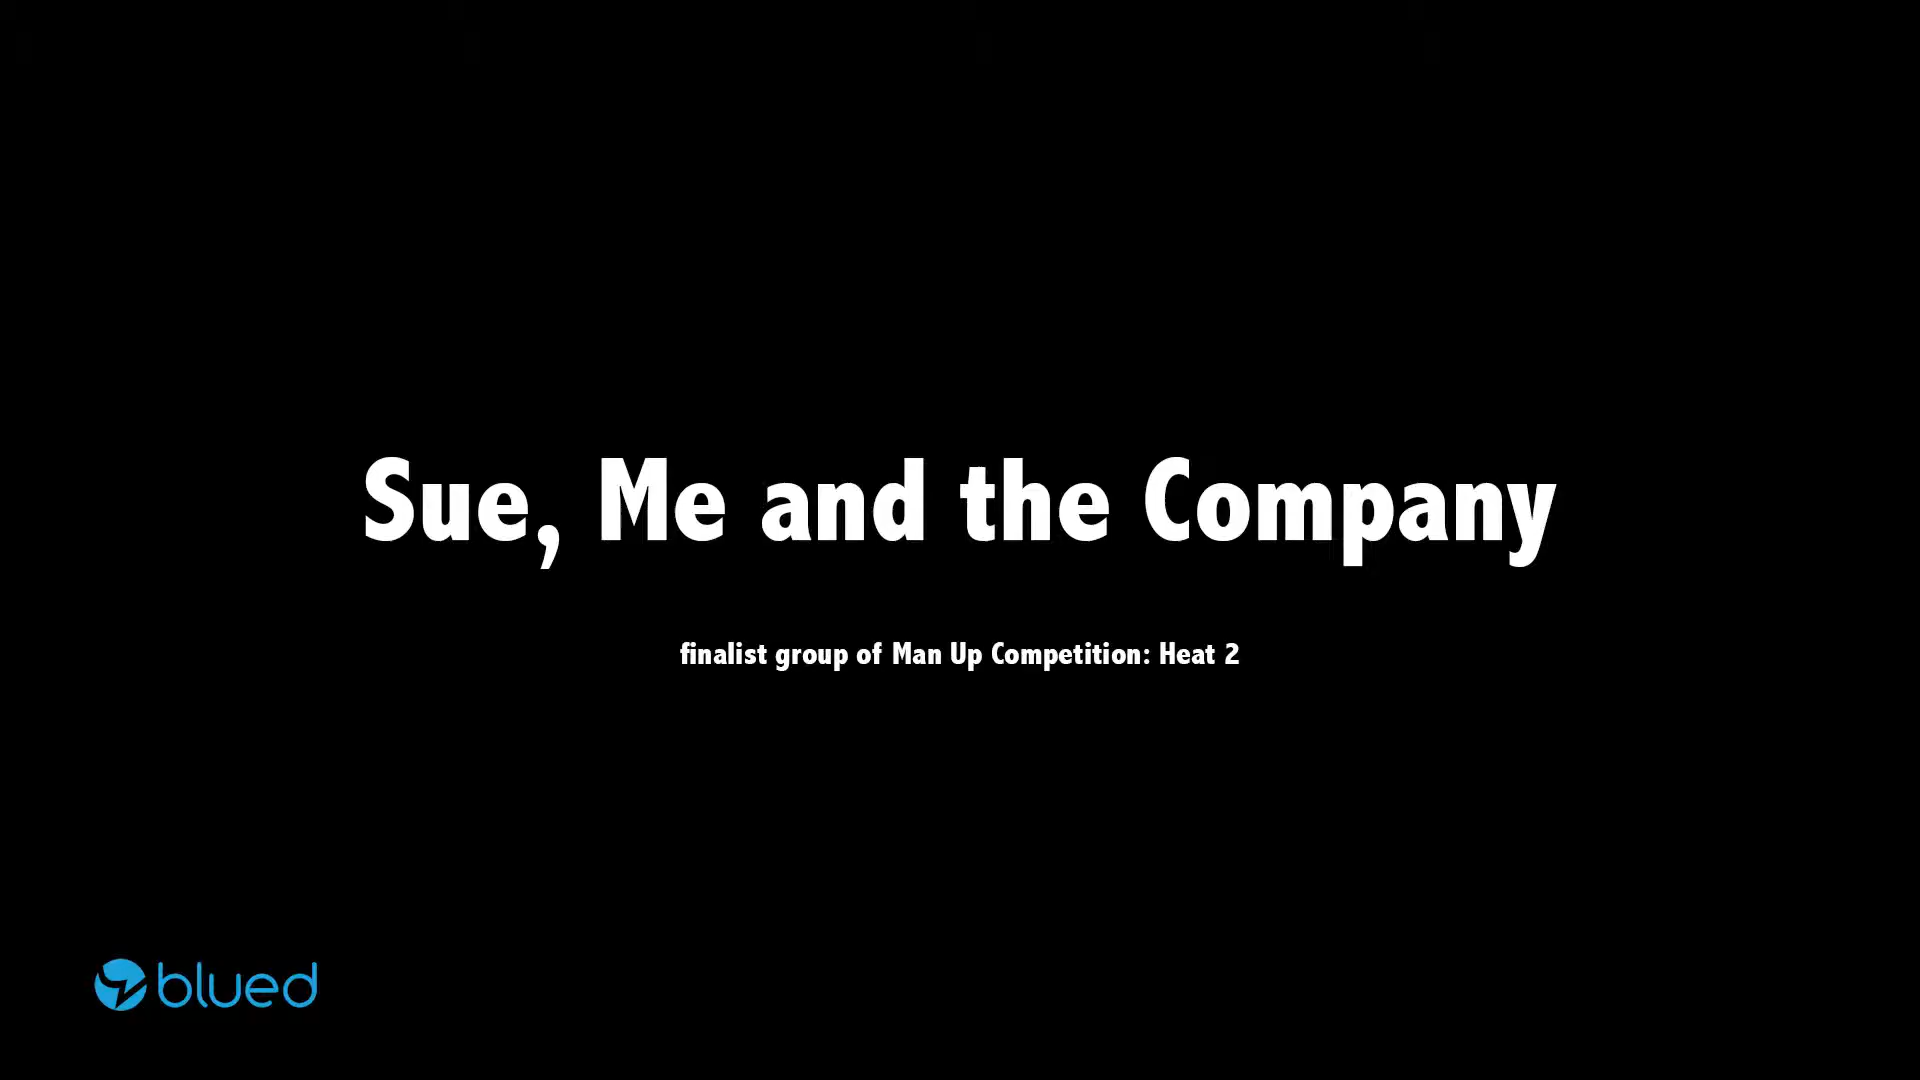 Sue, Me and the Company
finalist group of Man Up Competition: Heat 2
blued